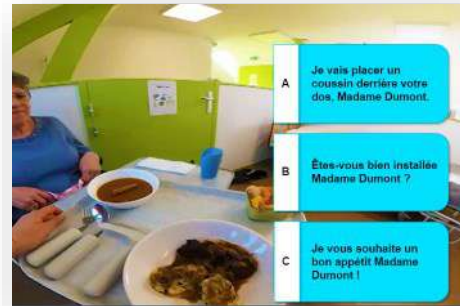 A
Je vais placer un
coussin derrière votre
dos, Madame Dumont.
B
Êtes-vous bien installée
Madame Dumont ?
C
Je vous souhaite un
bon appétit Madame
Dumont !